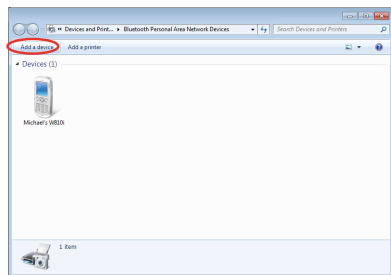 « Devices and Print... ▸ Bluetooth Personal Area Network Devices
Search Devices and Printers
Add a device
Add a printer
Devices (1)
Michael's W810i
1 item